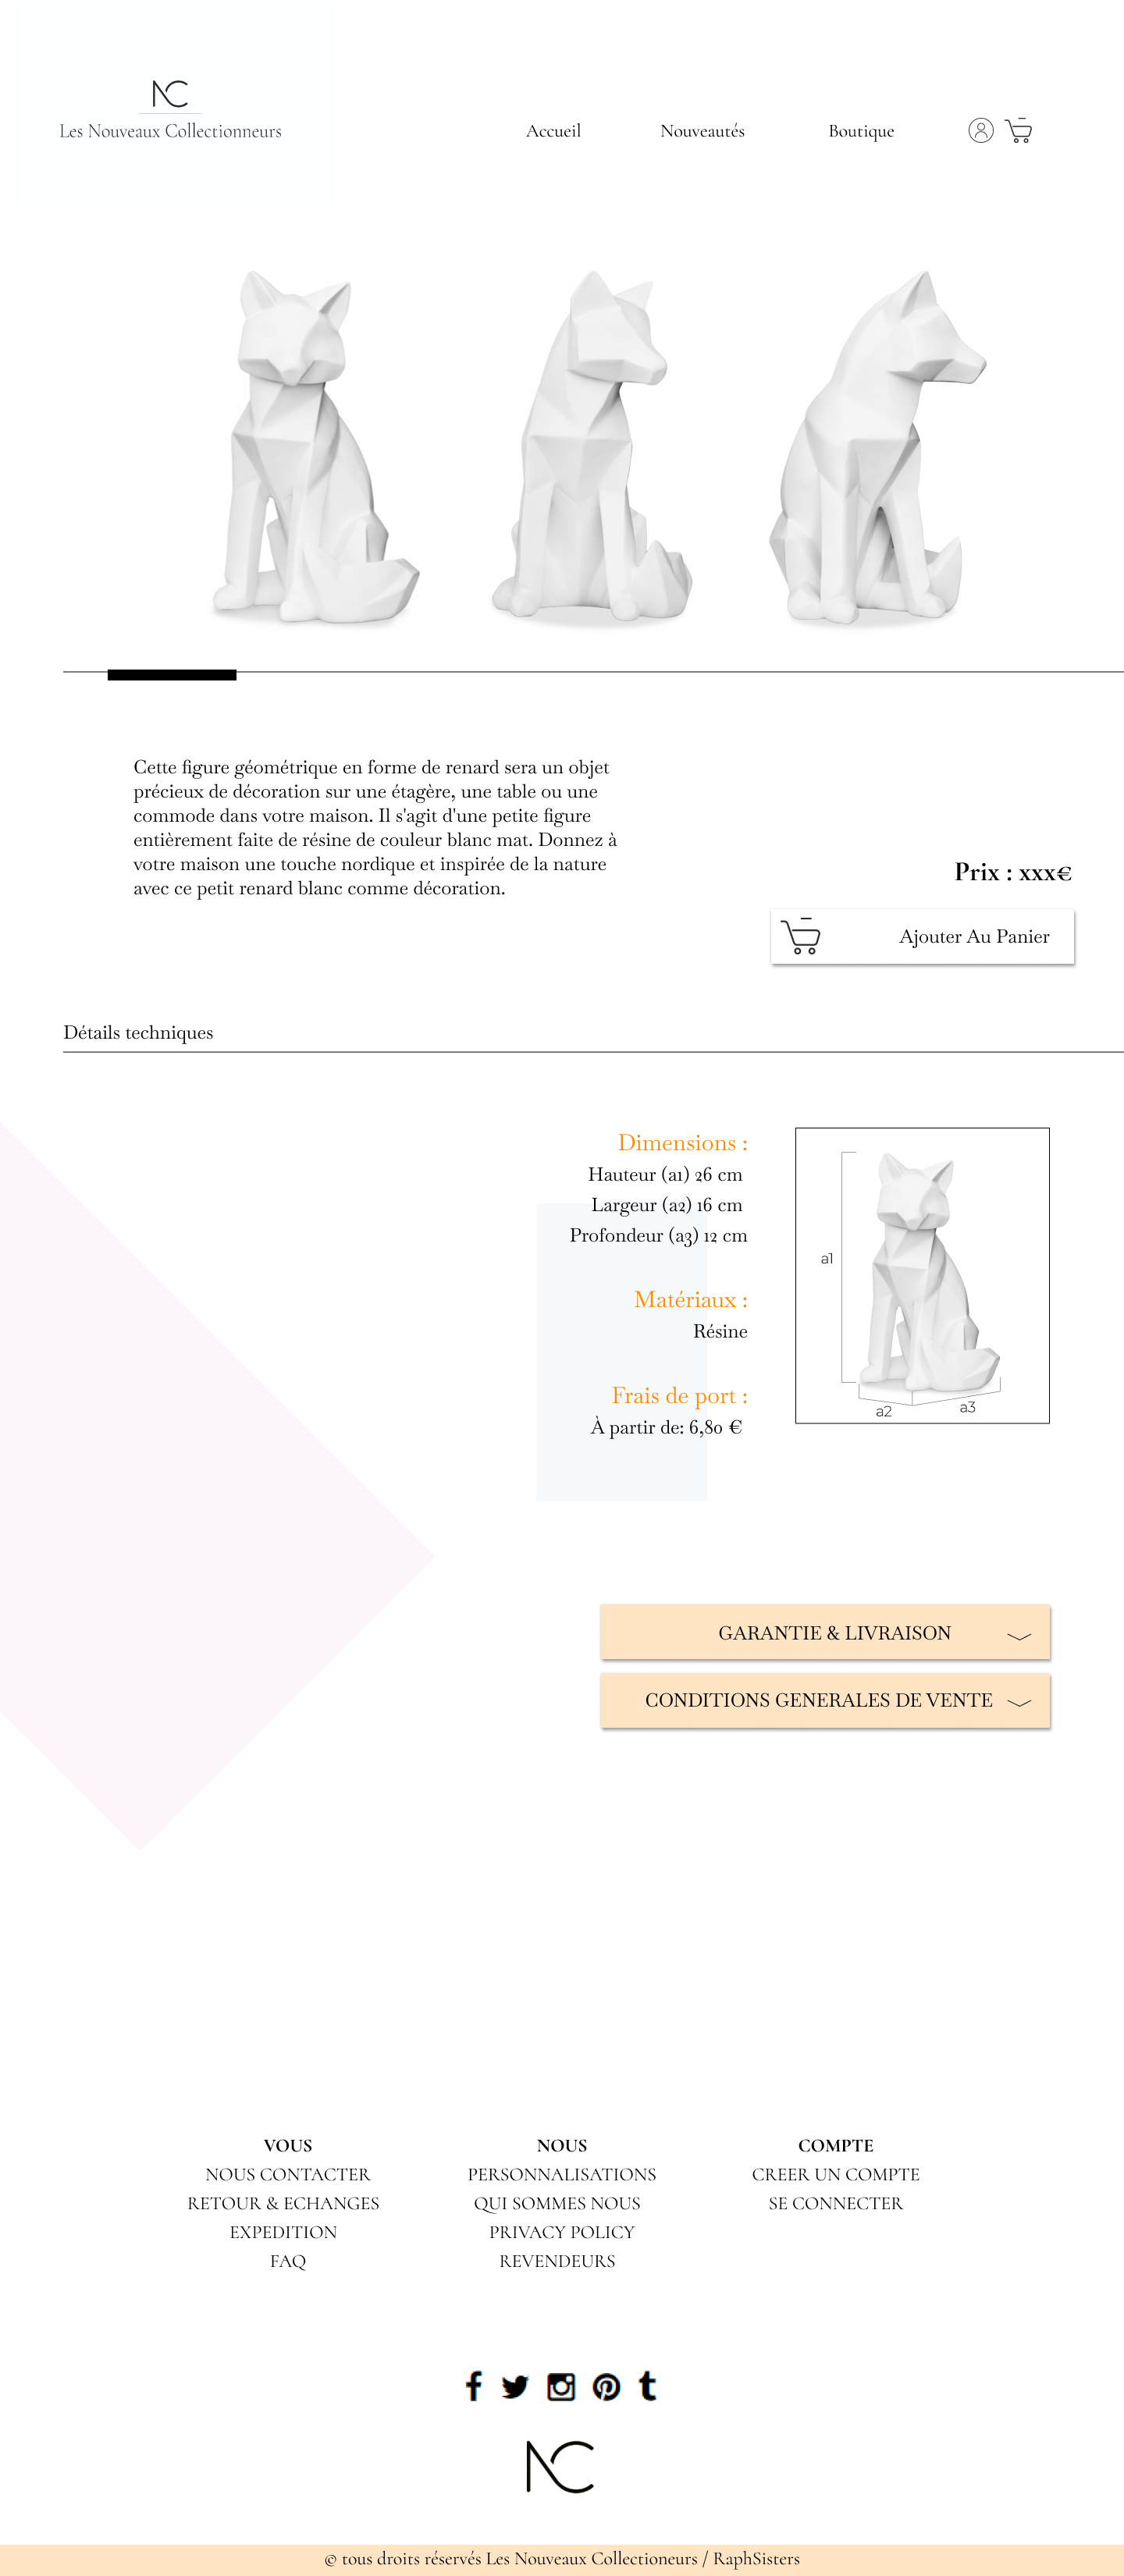 NC
Les Nouveaux Collectionneurs
Accueil
Nouveautés
Boutique
Cette figure géométrique en forme de renard sera un objet
précieux de décoration sur une étagère, une table ou une
commode dans votre maison. Il s'agit d'une petite figure
entièrement faite de résine de couleur blanc mat. Donnez à
votre maison une touche nordique et inspirée de la nature
avec ce petit renard blanc comme décoration.
Prix : xxx€
Ajouter Au Panier
Détails techniques
Dimensions :
Hauteur (a1) 26 cm
Largeur (a2) 16 cm
Profondeur (a3) 12 cm
Matériaux :
Résine
Frais de port :
À partir de: 6,80 €
a1
a2
a3
GARANTIE & LIVRAISON
CONDITIONS GENERALES DE VENTE
VOUS
NOUS CONTACTER
RETOUR & ECHANGES
EXPEDITION
FAQ
NOUS
PERSONNALISATIONS
QUI SOMMES NOUS
PRIVACY POLICY
REVENDEURS
COMPTE
CREER UN COMPTE
SE CONNECTER
NC
© tous droits réservés Les Nouveaux Collectioneurs / RaphSisters